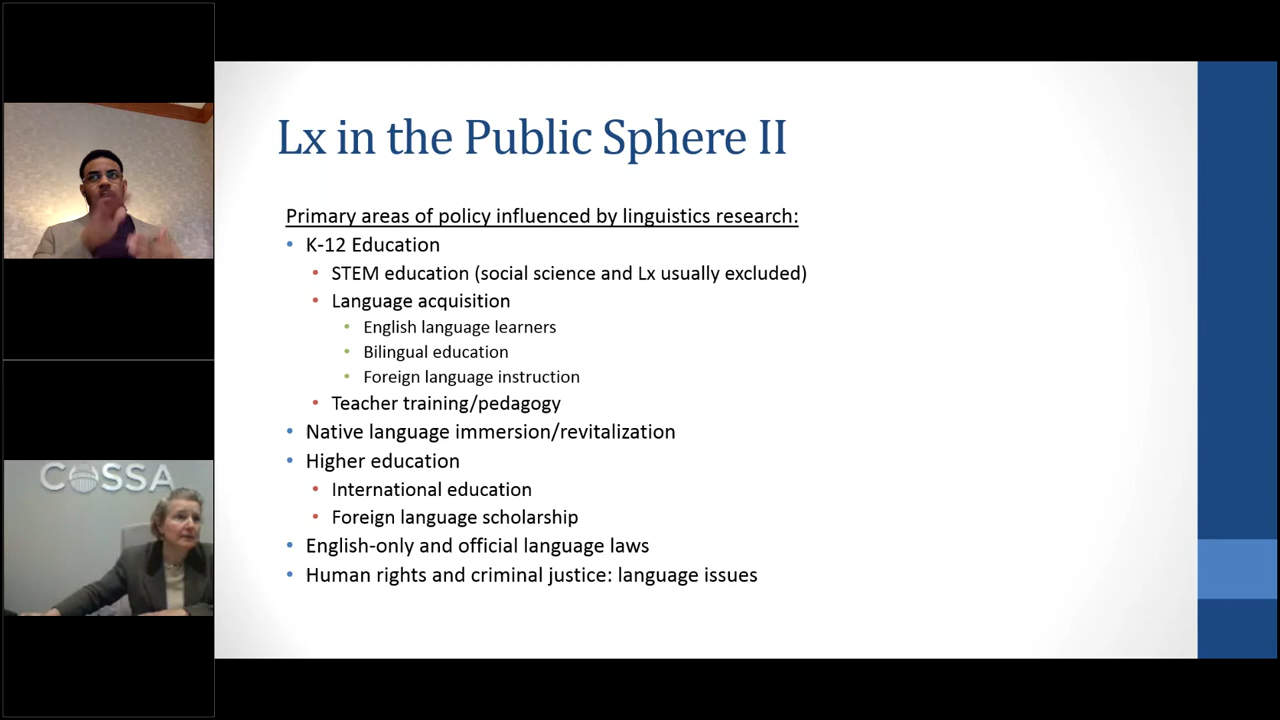 Lx in the Public Sphere II
Primary areas of policy influenced by linguistics research:
• K-12 Education
• STEM education (social science and Lx usually excluded)
• Language acquisition
• English language learners
• Bilingual education
• Foreign language instruction
• Teacher training/pedagogy
• Native language immersion/revitalization
• Higher education
• International education
• Foreign language scholarship
• English-only and official language laws
• Human rights and criminal justice: language issues
COSSA